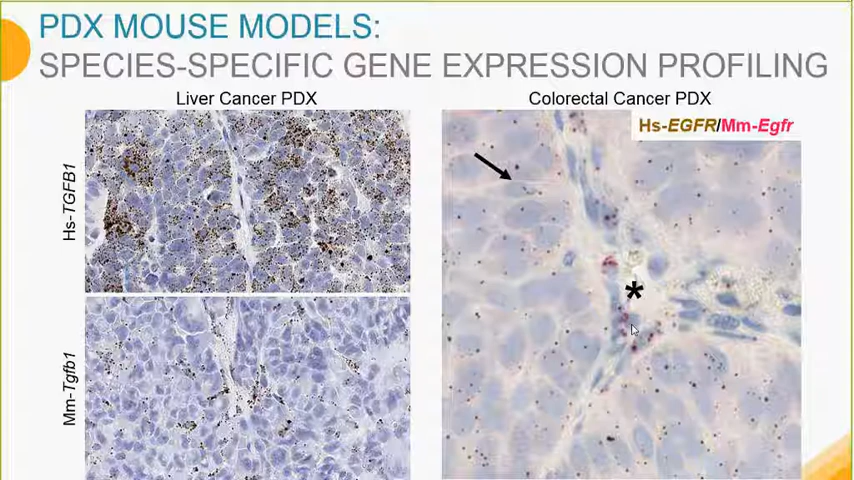 PDX MOUSE MODELS:
SPECIES-SPECIFIC GENE EXPRESSION PROFILING
Liver Cancer PDX
Colorectal Cancer PDX
Hs-EGFR/Mm-Egfr
Hs-TGFB1
*
Mm-Tgfb1